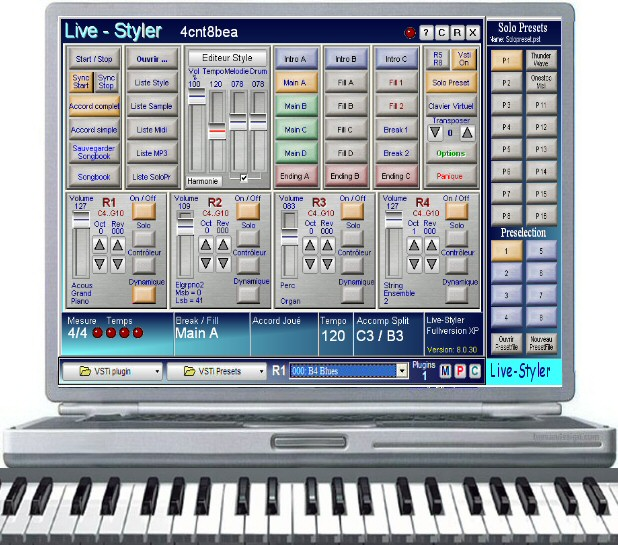 Live - Styler 4cnt8bea ? C R X
Solo Presets
Name: Solopreset.pst
Start / Stop Ouvrir ... Editeur Style Intro A Intro B Intro C R5 R8 Vsti On P1 Thunder Wave
Sync Start Sync Stop Liste Style Vol % Tempo Melodie Drum Main A Fill A Fill 1 Solo Preset P2
100 120 078 078
Accord complet Liste Sample Main B Fill B Fill 2 Clavier Virtuel P3 P11
Accord simple Liste Midi Main C Fill C Break 1 Transposer 0 P4 P12
Sauvegarder Songbook Liste MP3 Main D Fill D Break 2 Options P5 P13
Songbook Liste SoloPr Harmonie Ending A Ending B Ending C Panique P6 P14
P7 P15
P8 P16
Volume 127 R1 C4..G10 On / Off Oct 0 Rev 000 Solo Contrôleur Dynamique
Acous Grand Piano
Volume 109 R2 C4..G10 On / Off Oct 0 Rev 000 Solo Contrôleur Dynamique
Elgrpno2
Msb = 0
Lsb = 41
Volume 083 R3 C4..G10 On / Off Oct 0 Rev 000 Solo Contrôleur Dynamique
Perc
Organ
Volume 127 R4 C4..G10 On / Off Oct 1 Rev 000 Solo Contrôleur Dynamique
String Ensemble 2
Preselection
1 5
2 6
3 7
4 8
Ouvrir Presetfile Nouveau PresetFile
Mesure Temps Break / Fill Accord Joué Tempo Accomp Split Live-Styler
4/4 Main A 120 C3 / B3 Fullversion XP
Version: 8.0.30
VSTi plugin VSTi Presets R1 000: B4 Blues Plugins 1 M P C
Live-Styler